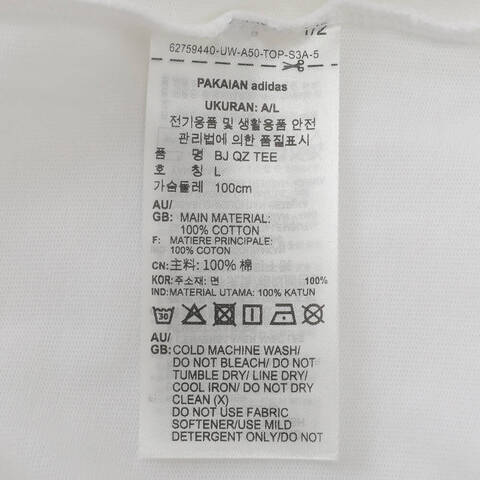 1/2
62759440-UW-A50-TOP-S3A-5
PAKAIAN adidas
UKURAN: A/L
전기용품 및 생활용품 안전
관리법에 의한 품질표시
품 명 BJ QZ TEE
호 칭 L
가슴둘레 100cm
AU/
GB: MAIN MATERIAL:
100% COTTON
F: MATIERE PRINCIPALE:
100% COTON
CN: 主料: 100% 棉
KOR: 주소재: 면 100%
IND: MATERIAL UTAMA: 100% KATUN
30
AU/
GB: COLD MACHINE WASH/
DO NOT BLEACH/ DO NOT
TUMBLE DRY/ LINE DRY/
COOL IRON/ DO NOT DRY
CLEAN (X)
DO NOT USE FABRIC
SOFTENER/USE MILD
DETERGENT ONLY/DO NOT